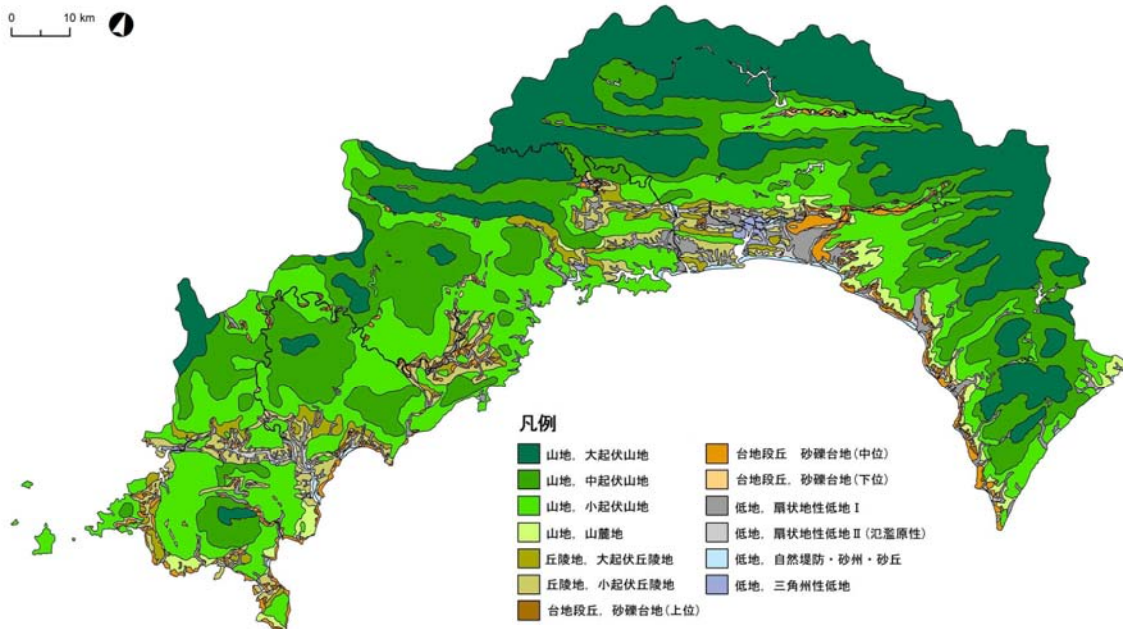 0 10 km
凡例
山地，大起伏山地
山地，中起伏山地
山地，小起伏山地
山地，山麓地
丘陵地，大起伏丘陵地
丘陵地，小起伏丘陵地
台地段丘，砂礫台地(上位)
台地段丘 砂礫台地(中位)
台地段丘，砂礫台地(下位)
低地，扇状地性低地Ⅰ
低地，扇状地性低地Ⅱ(氾濫原性)
低地，自然堤防・砂州・砂丘
低地，三角州性低地